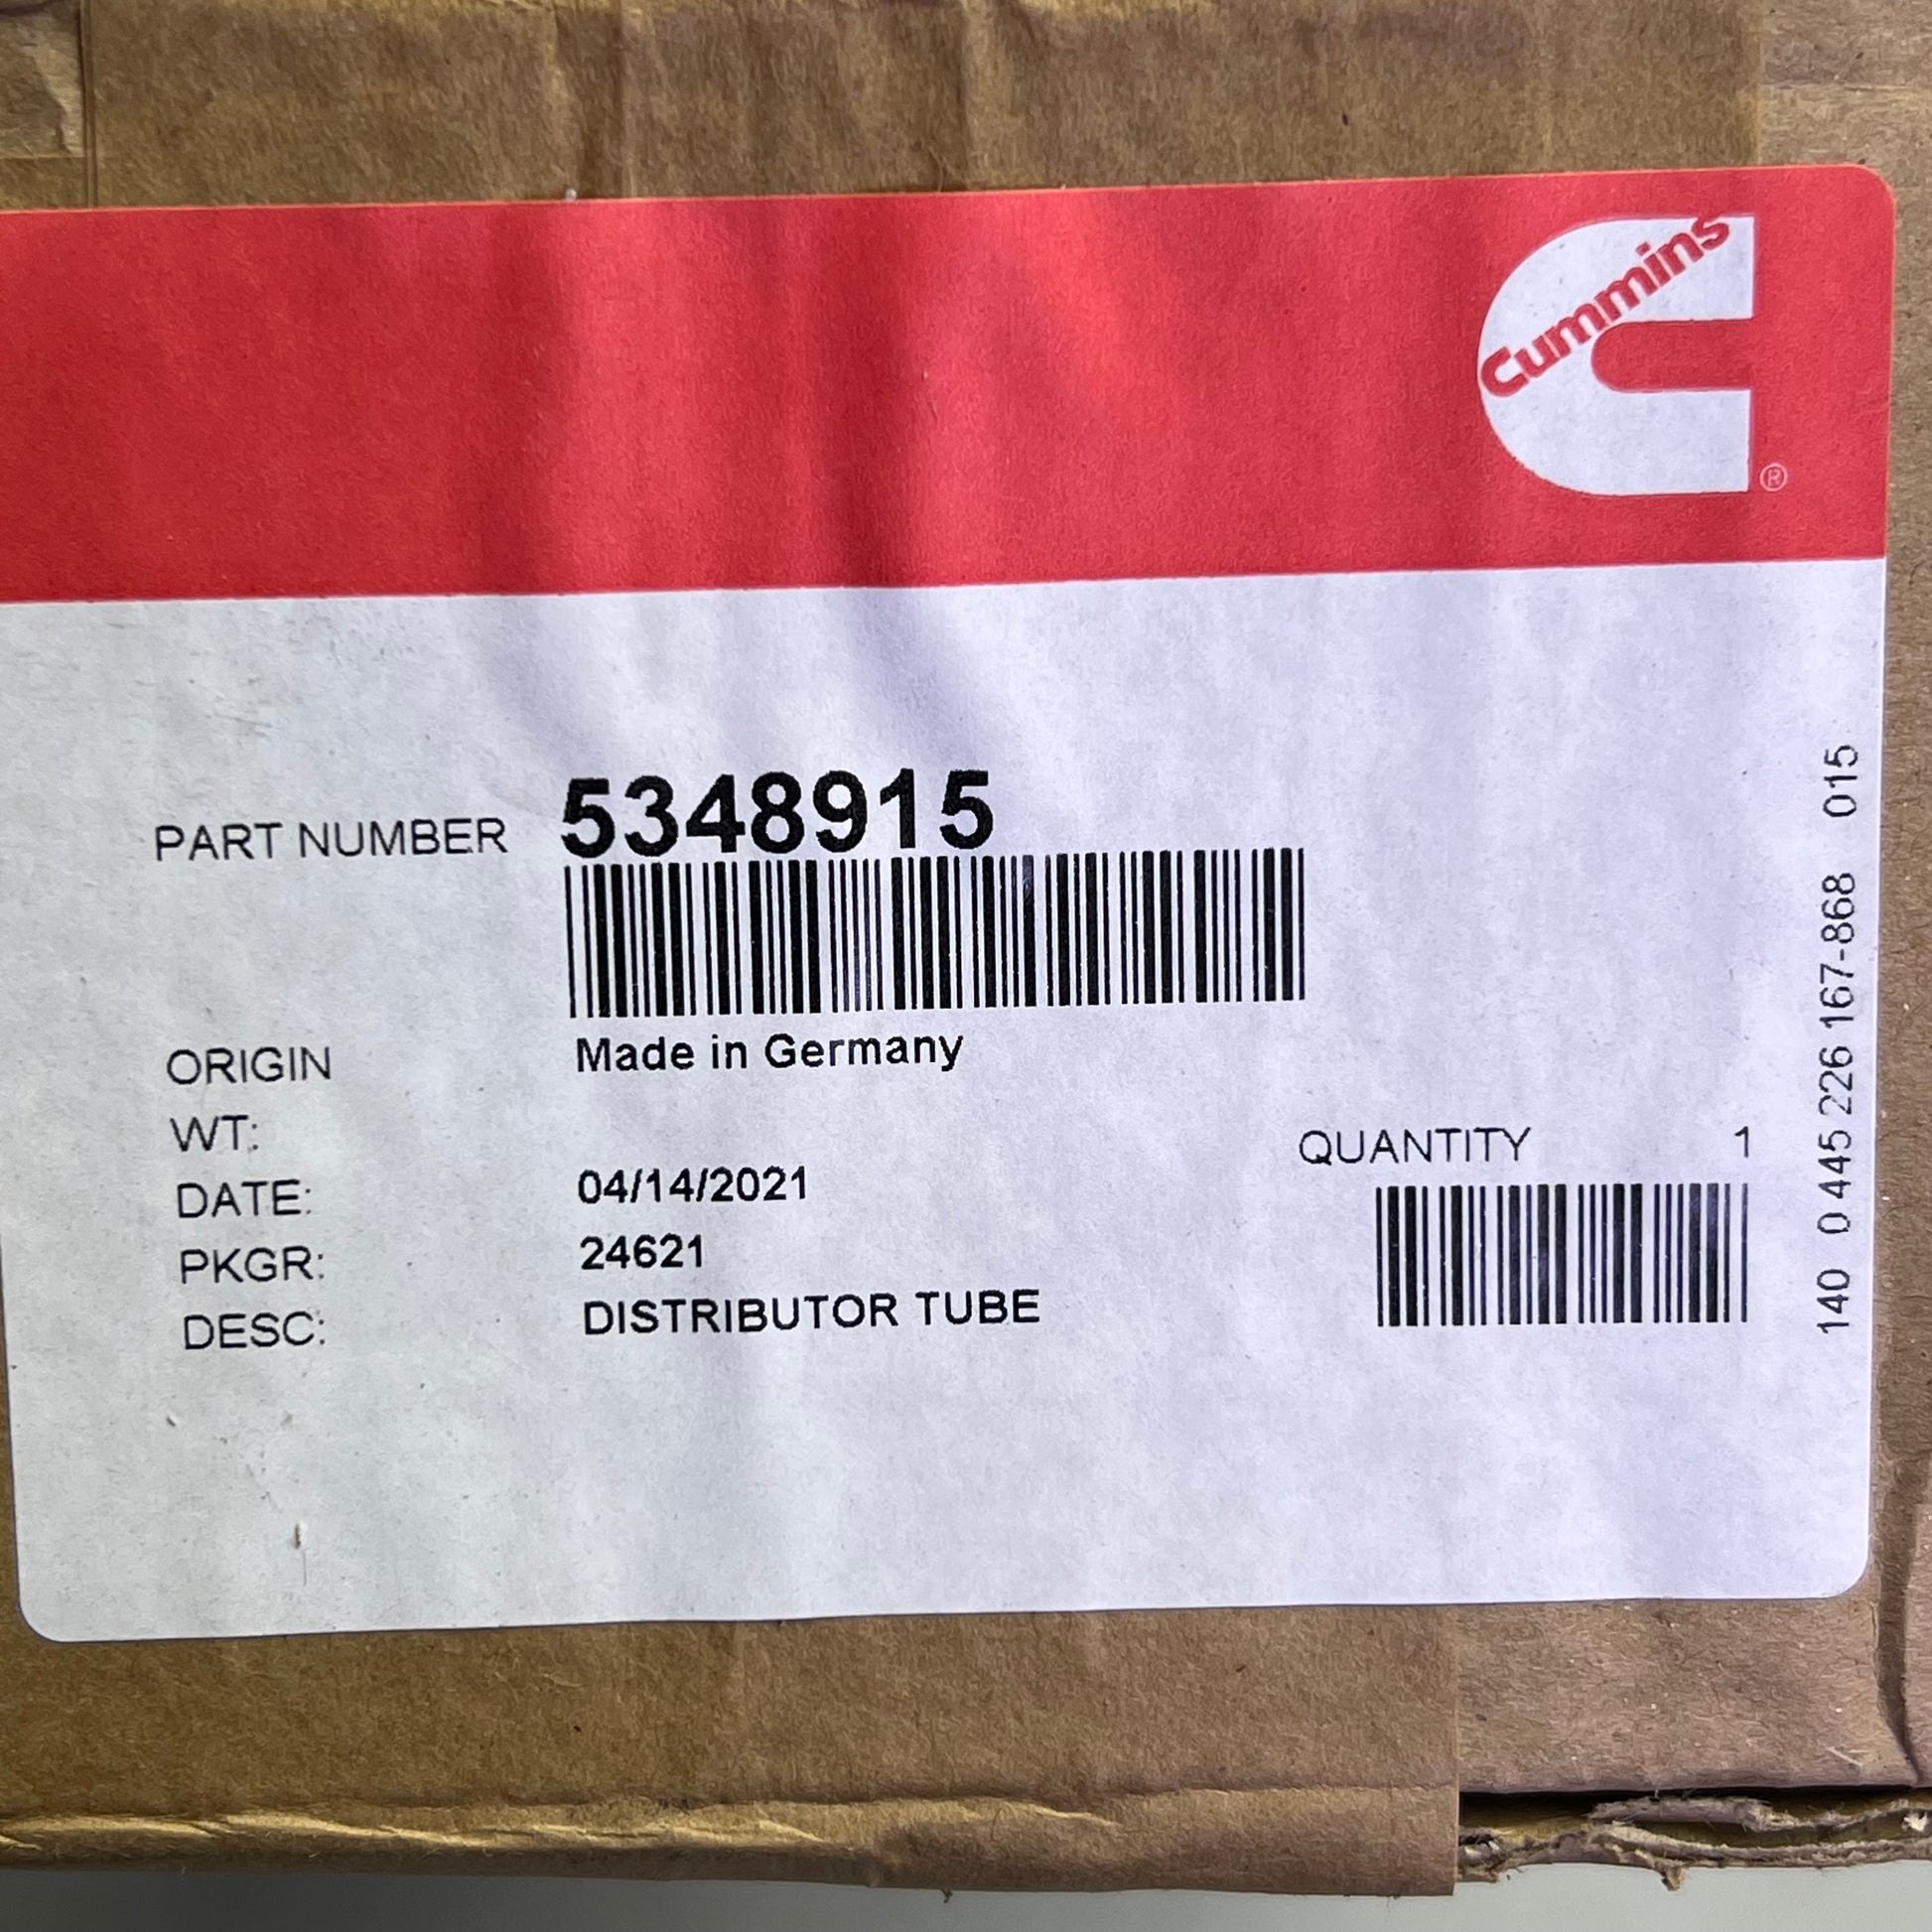 Cummins
®
PART NUMBER 5348915
ORIGIN Made in Germany
WT:
DATE: 04/14/2021
PKGR: 24621
DESC: DISTRIBUTOR TUBE
QUANTITY 1
140 0 445 226 167-868 015